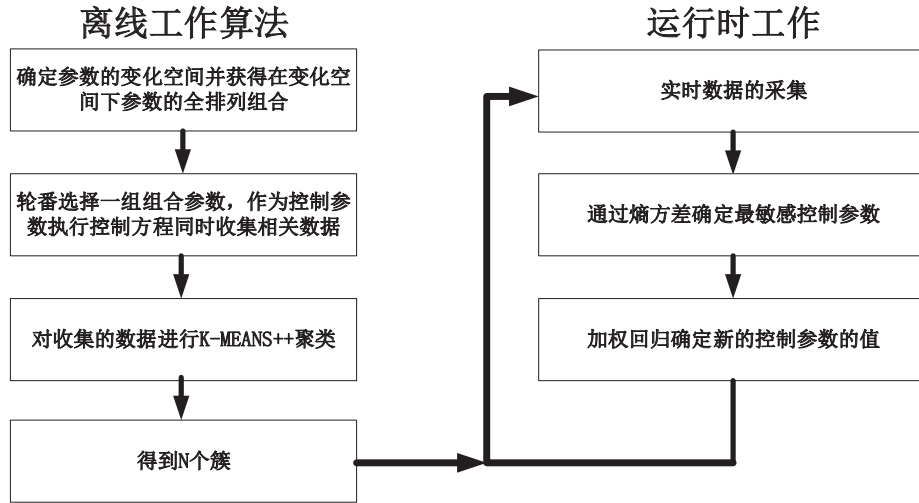 离线工作算法
确定参数的变化空间并获得在变化空
间下参数的全排列组合
轮番选择一组组合参数，作为控制参
数执行控制方程同时收集相关数据
对收集的数据进行K-MEANS++聚类
得到N个簇
运行时工作
实时数据的采集
通过熵方差确定最敏感控制参数
加权回归确定新的控制参数的值